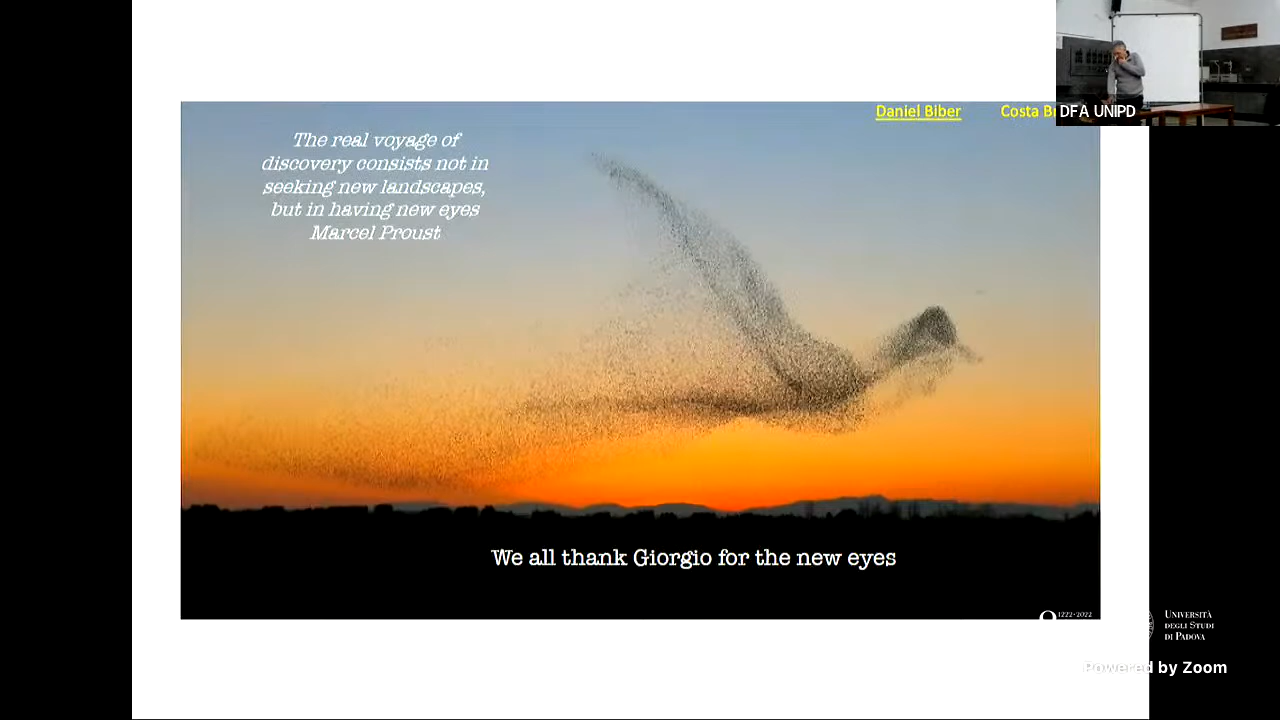 Daniel Biber
Costa B
DFA UNIPD
The real voyage of
discovery consists not in
seeking new landscapes,
but in having new eyes
Marcel Proust
We all thank Giorgio for the new eyes
1222·2022
UNIVERSITÀ
DEGLI STUDI
DI PADOVA
Powered by Zoom